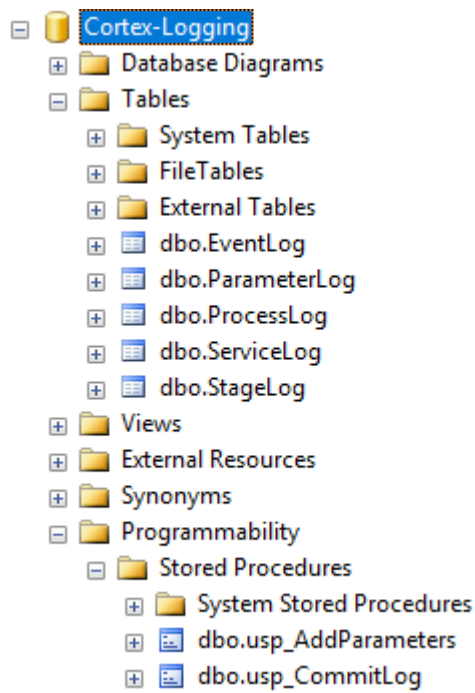 Cortex-Logging
Database Diagrams
Tables
System Tables
FileTables
External Tables
dbo.EventLog
dbo.ParameterLog
dbo.ProcessLog
dbo.ServiceLog
dbo.StageLog
Views
External Resources
Synonyms
Programmability
Stored Procedures
System Stored Procedures
dbo.usp_AddParameters
dbo.usp_CommitLog